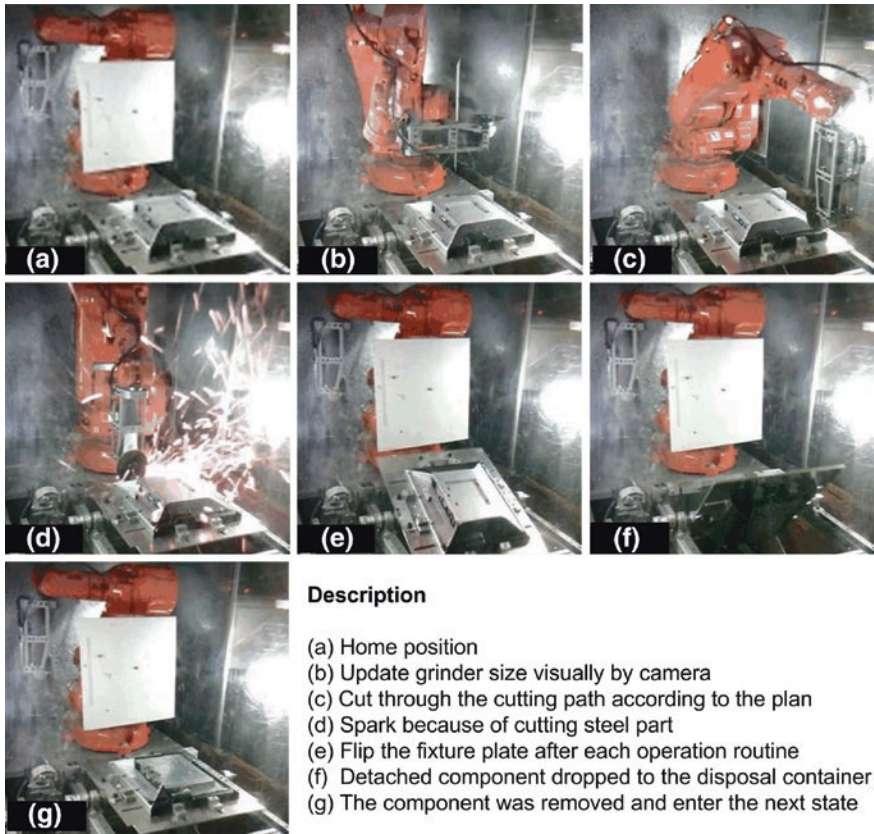 (a)
(b)
(c)
(d)
(e)
(f)
(g)
Description
(a) Home position
(b) Update grinder size visually by camera
(c) Cut through the cutting path according to the plan
(d) Spark because of cutting steel part
(e) Flip the fixture plate after each operation routine
(f) Detached component dropped to the disposal container
(g) The component was removed and enter the next state